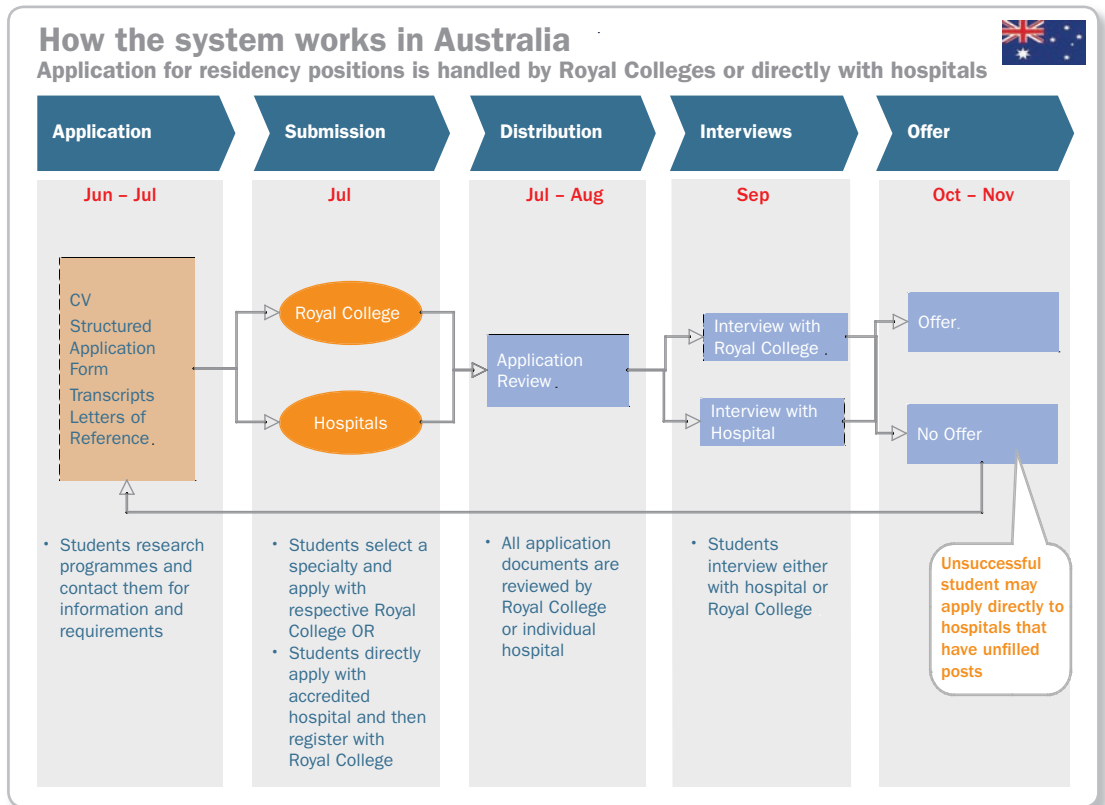 How the system works in Australia
Application for residency positions is handled by Royal Colleges or directly with hospitals
Application
Submission
Distribution
Interviews
Offer
Jun – Jul
Jul
Jul – Aug
Sep
Oct – Nov
CV
Structured
Application
Form
Transcripts
Letters of
Reference.
Royal College
Hospitals
Application
Review.
Interview with
Royal College.
Interview with
Hospital
Offer.
No Offer
• Students research
programmes and
contact them for
information and
requirements
• Students select a
specialty and
apply with
respective Royal
College OR
• Students directly
apply with
accredited
hospital and then
register with
Royal College
• All application
documents are
reviewed by
Royal College
or individual
hospital
• Students
interview either
with hospital or
Royal College
Unsuccessful
student may
apply directly to
hospitals that
have unfilled
posts